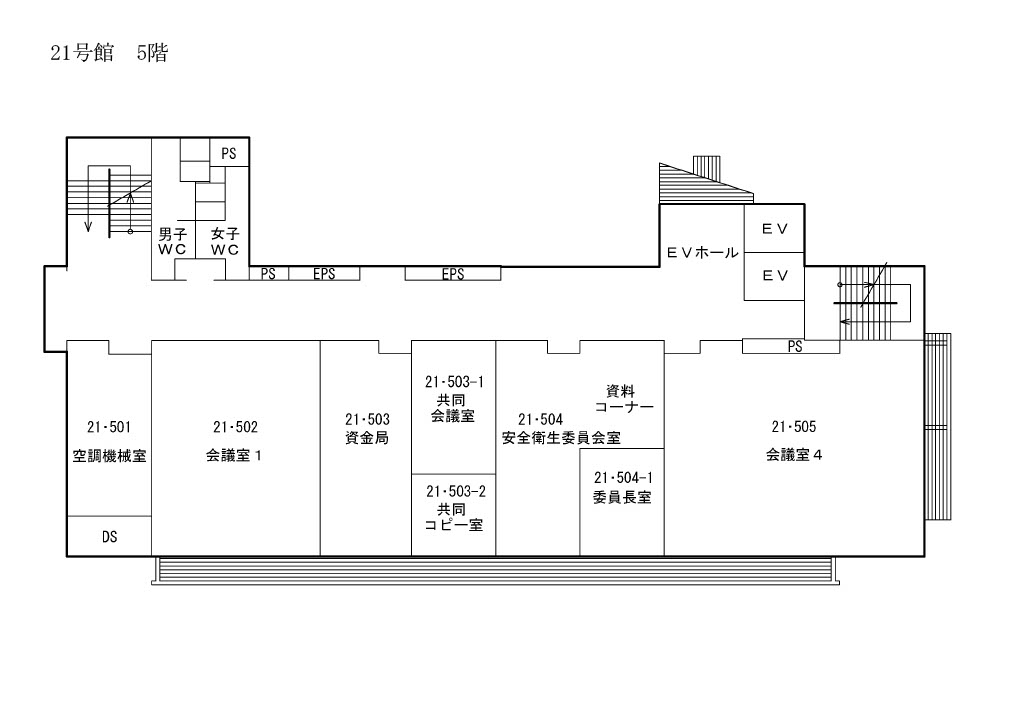 21号館　5階
PS
男子
WC
女子
WC
PS
EPS
EPS
EVホール
EV
EV
PS
21・501
空調機械室
DS
21・502
会議室1
21・503
資金局
21・503-1
共同
会議室
21・503-2
共同
コピー室
21・504
安全衛生委員会室
資料
コーナー
21・504-1
委員長室
21・505
会議室4